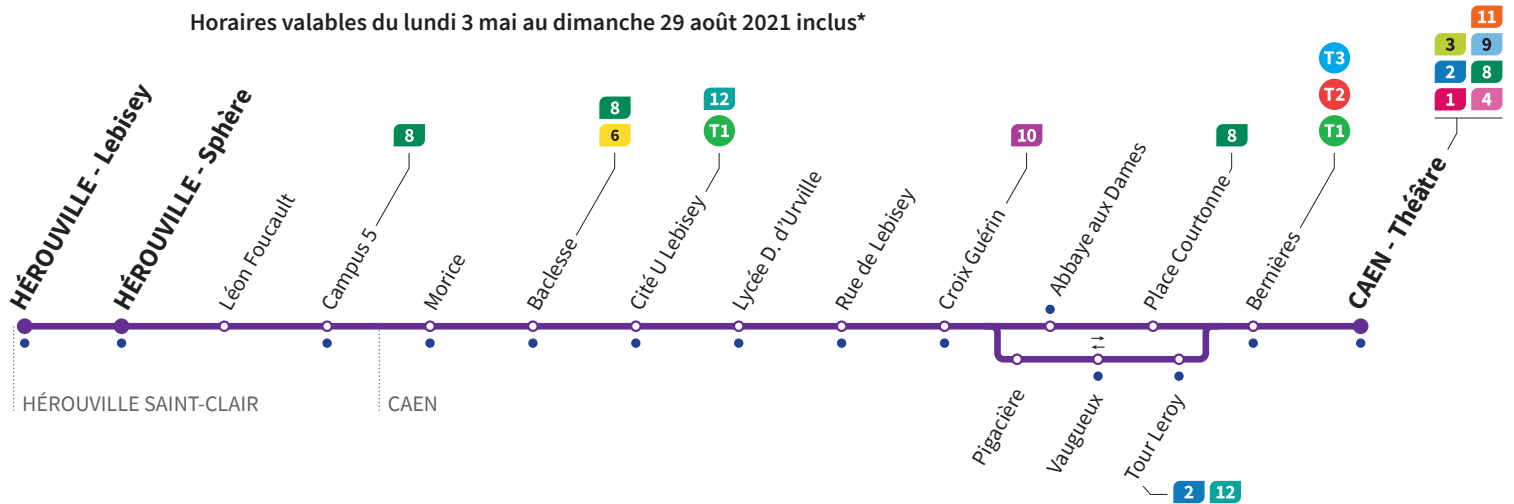 Horaires valables du lundi 3 mai au dimanche 29 août 2021 inclus*
HÉROUVILLE - Lebisey
HÉROUVILLE - Sphère
Léon Foucault
Campus 5
8
Morice
Baclesse
8
6
Cité U Lebisey
12
T1
Lycée D. d'Urville
Rue de Lebisey
Croix Guérin
10
Abbaye aux Dames
Place Courtonne
8
Bernières
T3
T2
T1
CAEN - Théâtre
11
3 9
2 8
1 4
Pigacière
Vaugueux
Tour Leroy
2 12
HÉROUVILLE SAINT-CLAIR
CAEN